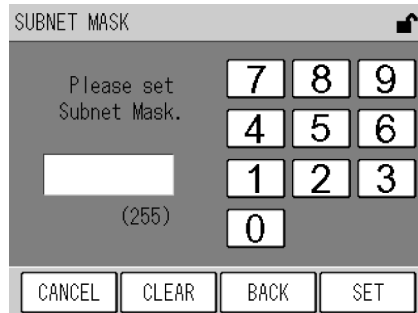 SUBNET MASK
Please set
Subnet Mask.
(255)
7 8 9
4 5 6
1 2 3
0
CANCEL CLEAR BACK SET